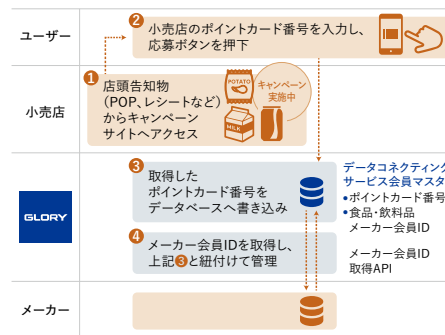 ユーザー
❷
小売店のポイントカード番号を入力し、
応募ボタンを押下
小売店
❶
店頭告知物
(POP、レシートなど)
からキャンペーン
サイトへアクセス
POTATO
MILK
キャンペーン
実施中
GLORY
❸
取得した
ポイントカード番号を
データベースへ書き込み
❹
メーカー会員IDを取得し、
上記❸と紐付けて管理
データコネクティング
サービス会員マスタ
•ポイントカード番号
•食品・飲料品
メーカー会員ID
メーカー会員ID
取得API
メーカー